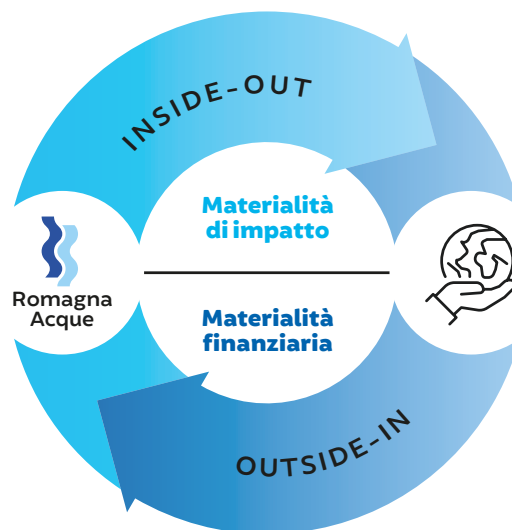 INSIDE-OUT
Materialità
di impatto
Romagna
Acque
Materialità
finanziaria
OUTSIDE-IN